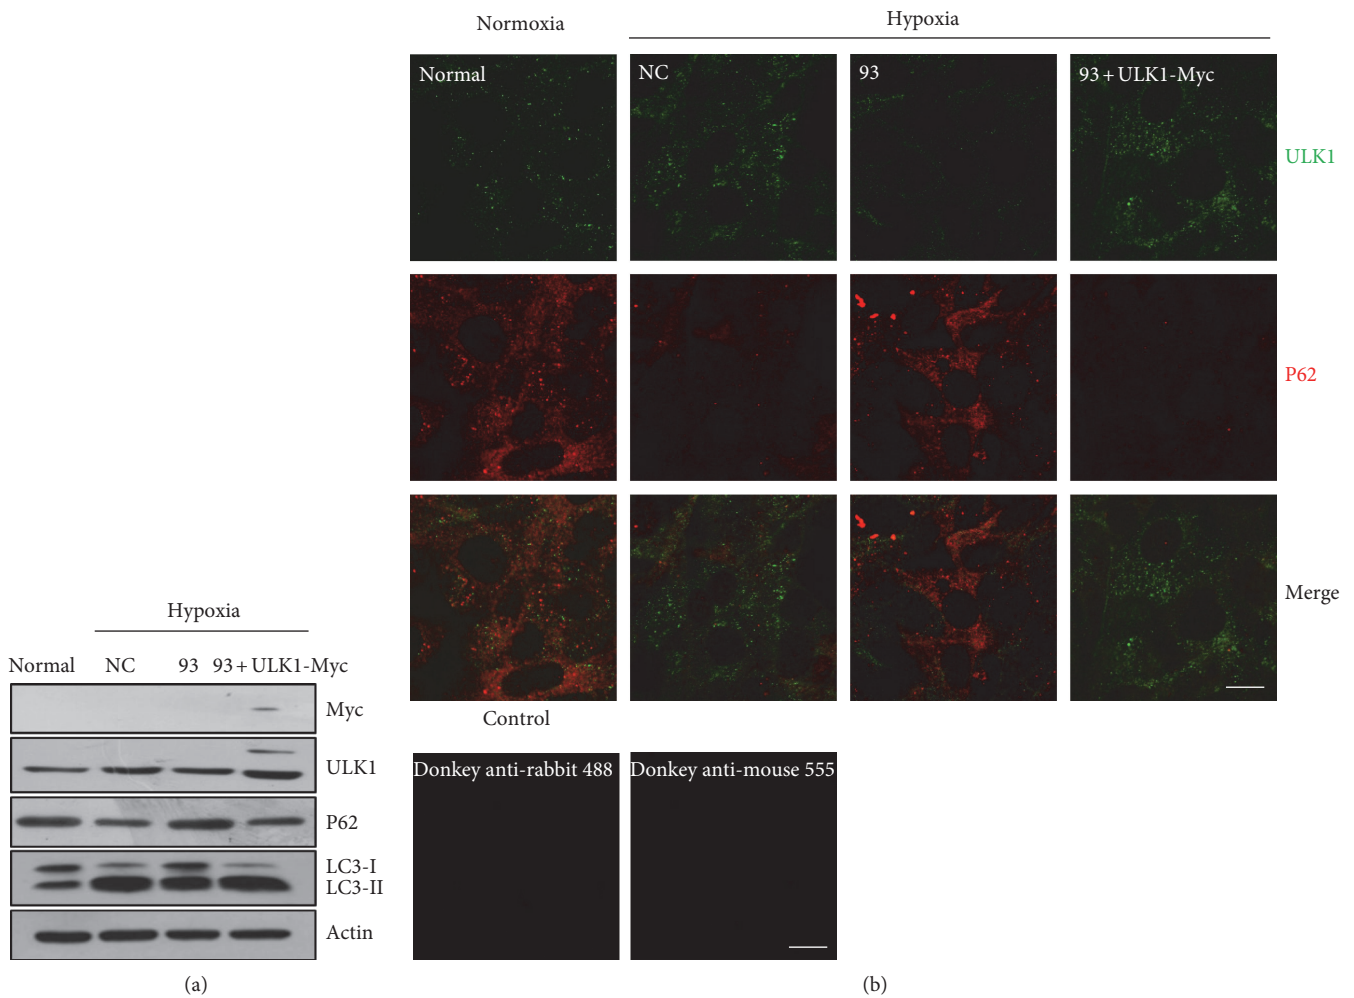 Normoxia
Hypoxia
Normal
NC
93
93 + ULK1-Myc
ULK1
P62
Merge
Control
Donkey anti-rabbit 488
Donkey anti-mouse 555
(b)
Hypoxia
Normal NC 93 93 + ULK1-Myc
Myc
ULK1
P62
LC3-I
LC3-II
Actin
(a)